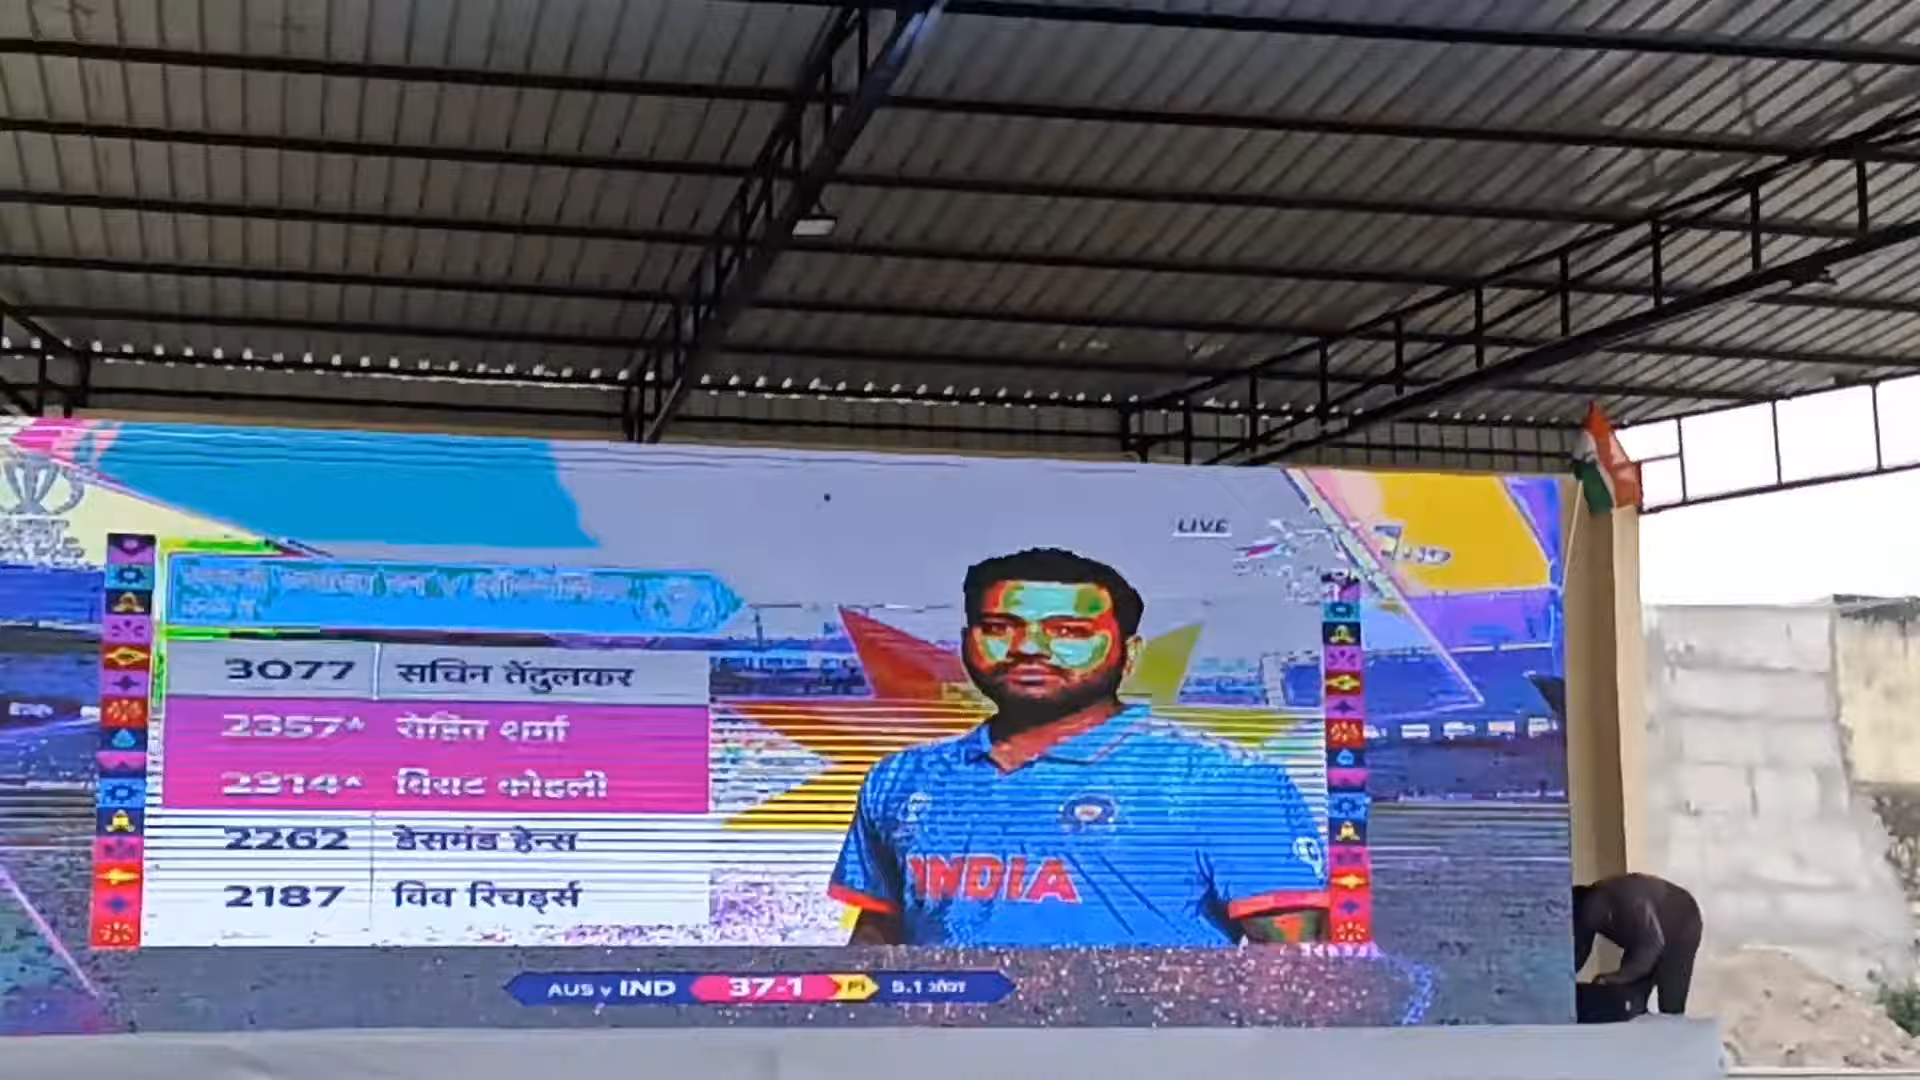 LIVE
3077 सचिन तेंदुलकर
2357* रोहित शर्मा
2314* विराट कोहली
2262 डेसमंड हेन्स
2187 विव रिचर्ड्स
INDIA
AUS v IND 37-1 P1 5.1 ओवर